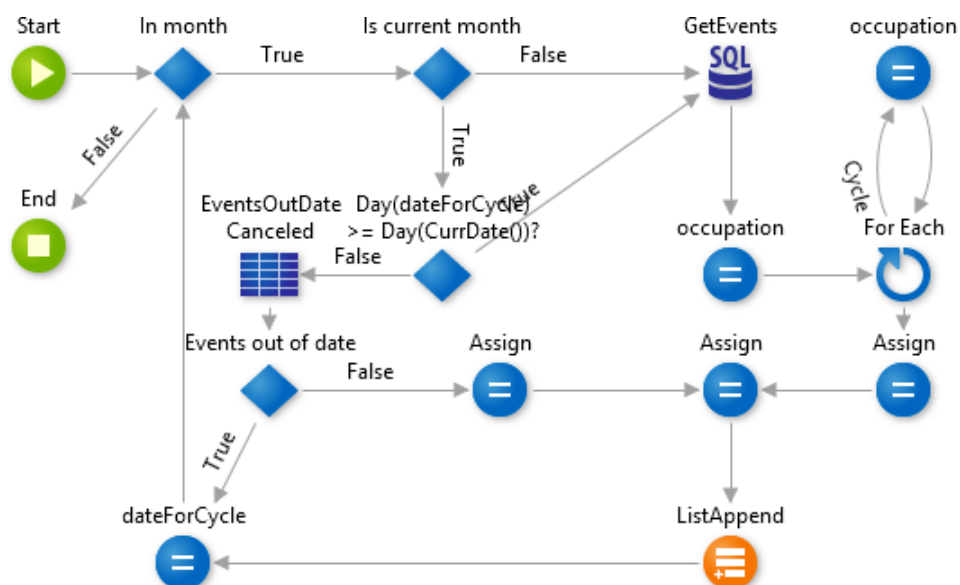 Start
In month
Is current month
GetEvents
occupation
True
False
SQL
False
True
Cycle
End
EventsOutDate
Canceled
Day(dateForCycle)
>= Day(CurrDate())?
True
occupation
For Each
False
Events out of date
Assign
Assign
Assign
False
True
dateForCycle
ListAppend